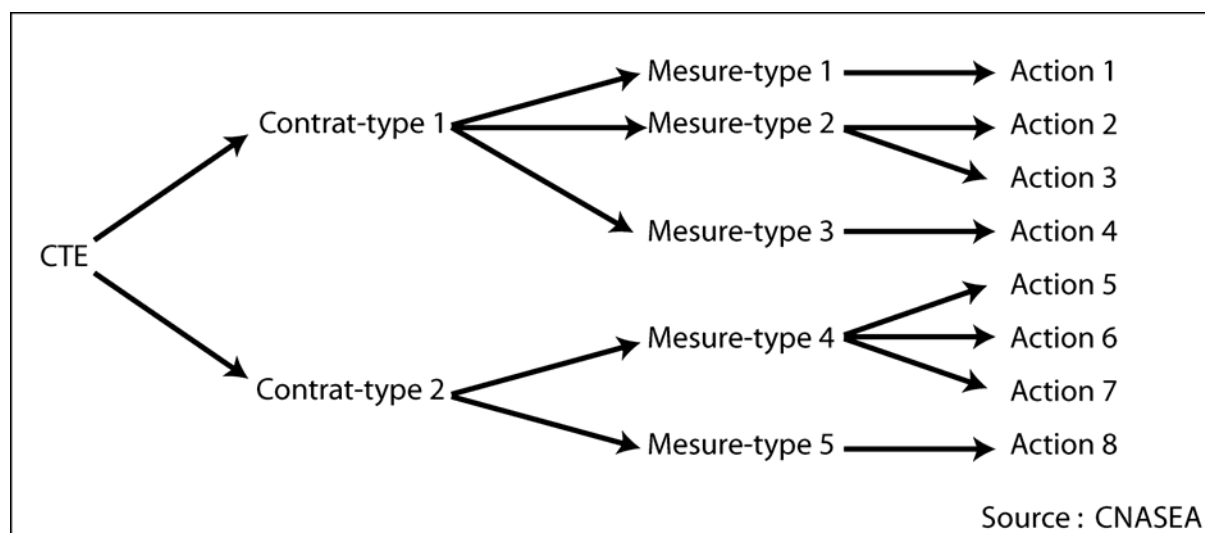 Mesure-type 1
Action 1
Contrat-type 1
Mesure-type 2
Action 2
Action 3
Mesure-type 3
Action 4
CTE
Action 5
Mesure-type 4
Action 6
Contrat-type 2
Action 7
Mesure-type 5
Action 8
Source : CNASEA